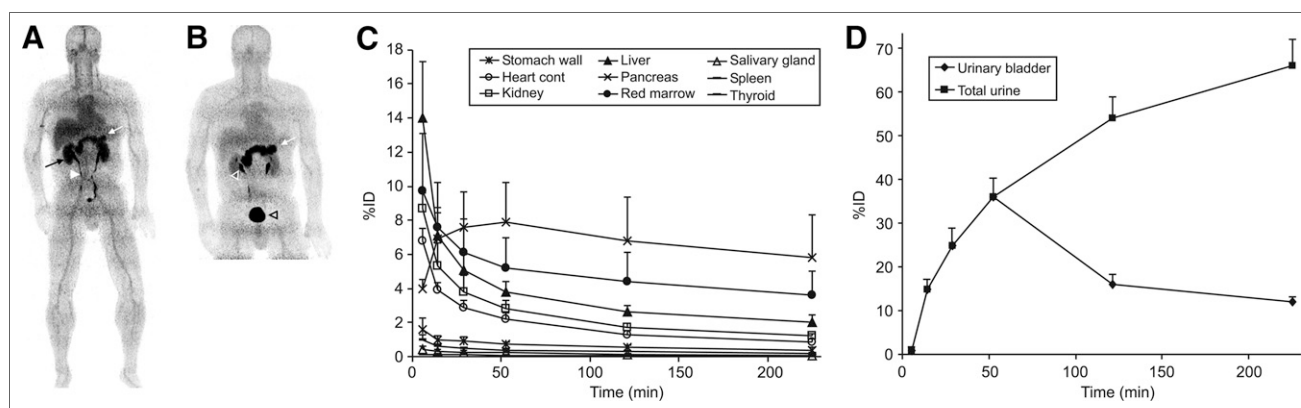 A
B
C
D
18
16
14
12
10
8
6
4
2
0
%ID
Stomach wall Liver Salivary gland
Heart cont Pancreas Spleen
Kidney Red marrow Thyroid
0 50 100 150 200
Time (min)
70
60
50
40
30
20
10
0
%ID
Urinary bladder
Total urine
0 50 100 150 200
Time (min)